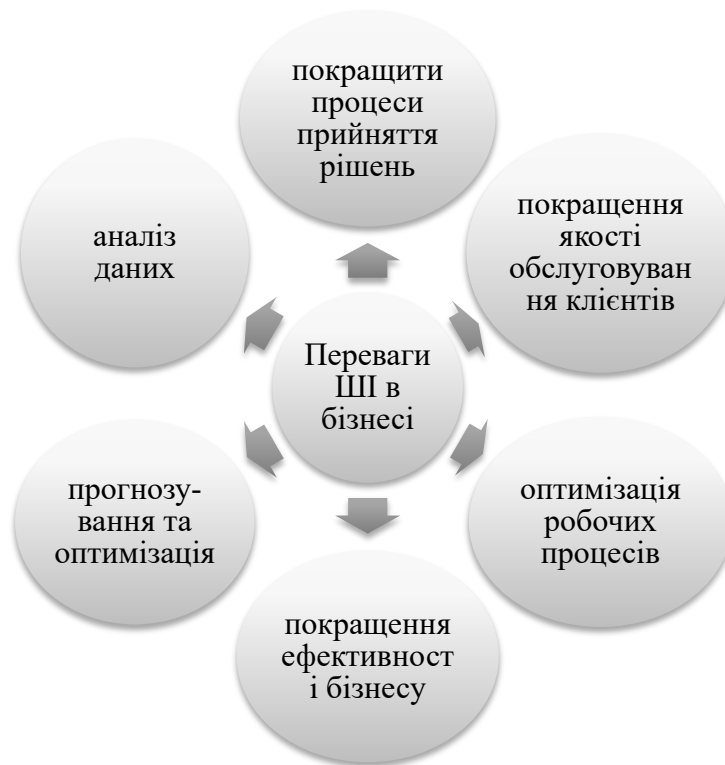 покращити
процеси
прийняття
рішень
покращення
якості
обслуговуван
ня клієнтів
оптимізація
робочих
процесів
покращення
ефективност
і бізнесу
прогнозу-
вання та
оптимізація
аналіз
даних
Переваги
ШІ в
бізнесі